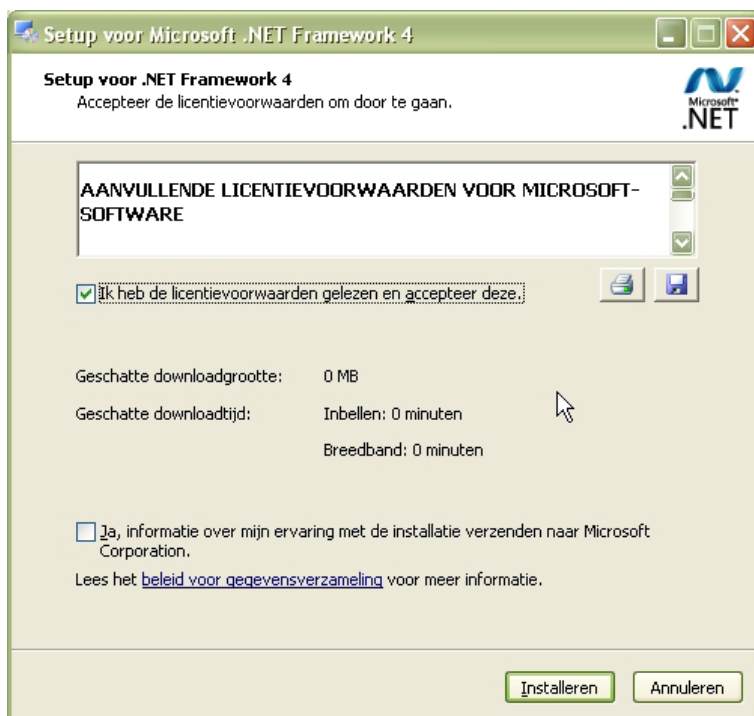 Setup voor Microsoft .NET Framework 4
Setup voor .NET Framework 4
Accepteer de licentievoorwaarden om door te gaan.
Microsoft®
.NET
AANVULLENDE LICENTIEVOORWAARDEN VOOR MICROSOFT-
SOFTWARE
Ik heb de licentievoorwaarden gelezen en accepteer deze.
Geschatte downloadgrootte: 0 MB
Geschatte downloadtijd: Inbellen: 0 minuten
Breedband: 0 minuten
Ja, informatie over mijn ervaring met de installatie verzenden naar Microsoft
Corporation.
Lees het beleid voor gegevensverzameling voor meer informatie.
Installeren Annuleren